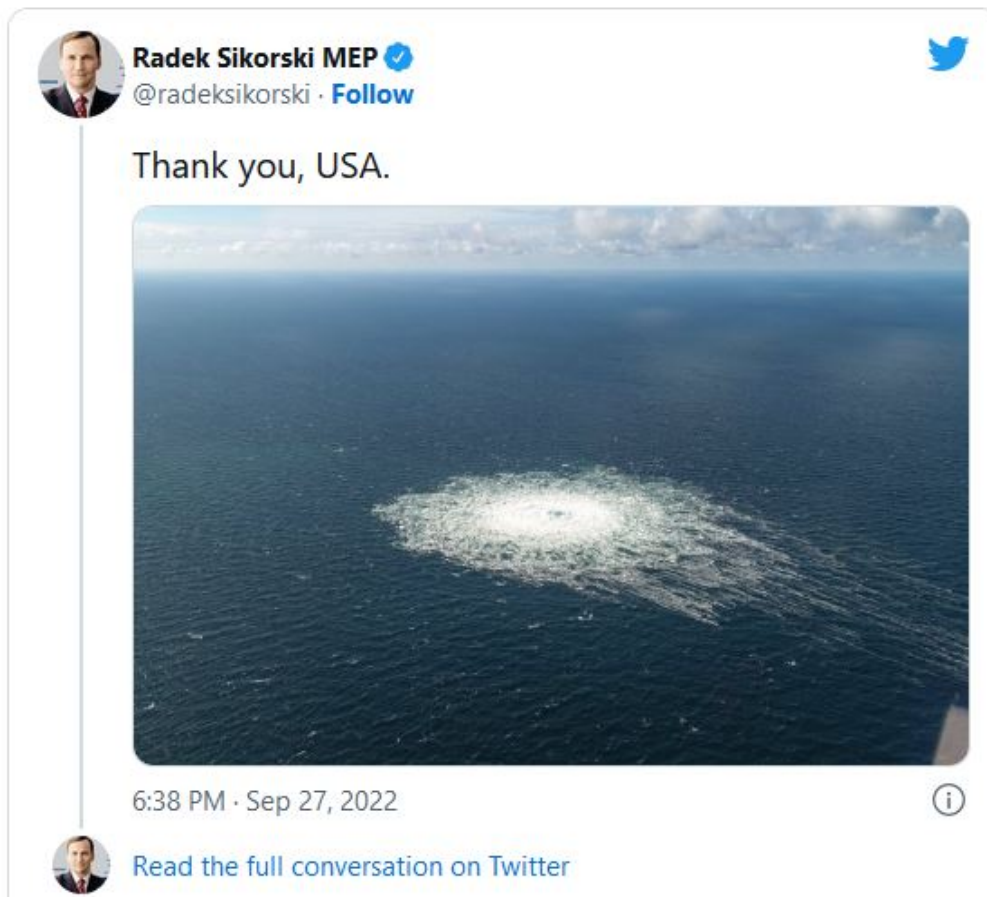 Radek Sikorski MEP
@radeksikorski · Follow
Thank you, USA.
6:38 PM · Sep 27, 2022
Read the full conversation on Twitter